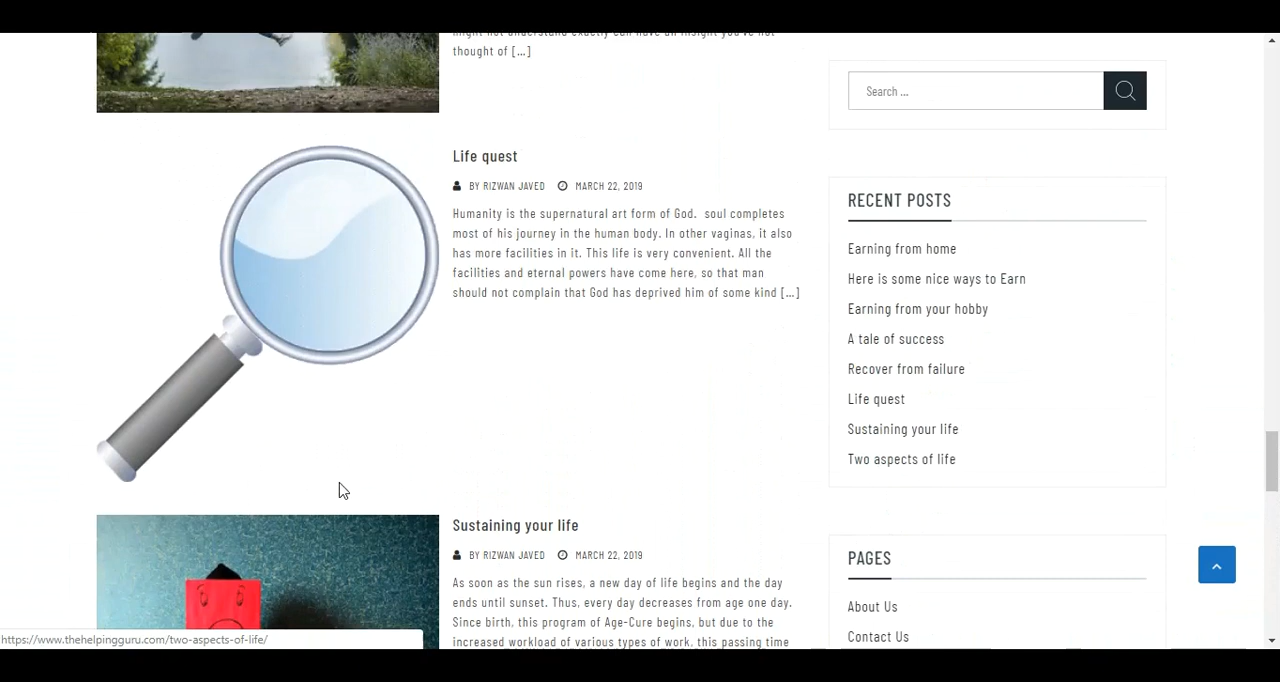 thought of [...]
Life quest
BY RIZWAN JAVED MARCH 22, 2019
Humanity is the supernatural art form of God. soul completes
most of his journey in the human body. In other vaginas, it also
has more facilities in it. This life is very convenient. All the
facilities and eternal powers have come here, so that man
should not complain that God has deprived him of some kind [...]
Sustaining your life
BY RIZWAN JAVED MARCH 22, 2019
As soon as the sun rises, a new day of life begins and the day
ends until sunset. Thus, every day decreases from age one day.
Since birth, this program of Age-Cure begins, but due to the
increased workload of various types of work, this passing time
Search ...
RECENT POSTS
Earning from home
Here is some nice ways to Earn
Earning from your hobby
A tale of success
Recover from failure
Life quest
Sustaining your life
Two aspects of life
PAGES
About Us
Contact Us
https://www.thehelpingguru.com/two-aspects-of-life/